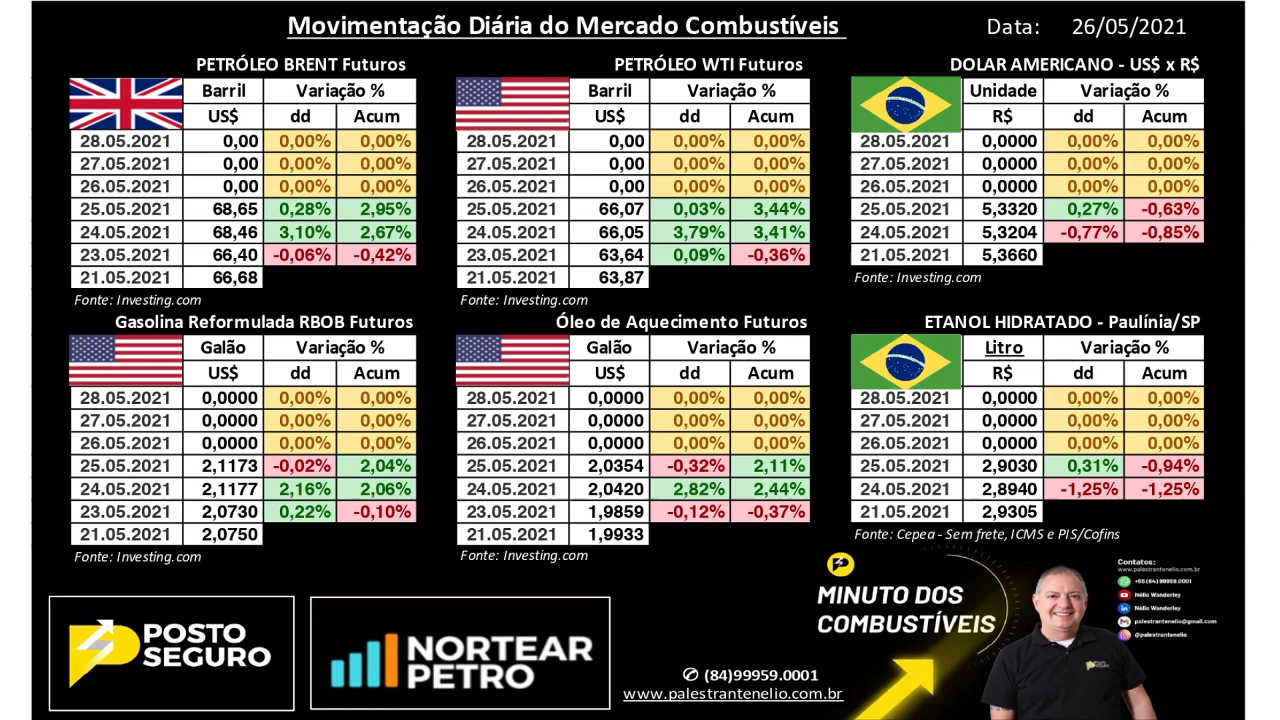 Movimentação Diária do Mercado Combustíveis
Data: 26/05/2021
PETRÓLEO BRENT Futuros
Barril Variação %
US$ dd Acum
28.05.2021 0,00 0,00% 0,00%
27.05.2021 0,00 0,00% 0,00%
26.05.2021 0,00 0,00% 0,00%
25.05.2021 68,65 0,28% 2,95%
24.05.2021 68,46 3,10% 2,67%
23.05.2021 66,40 -0,06% -0,42%
21.05.2021 66,68
Fonte: Investing.com
PETRÓLEO WTI Futuros
Barril Variação %
US$ dd Acum
28.05.2021 0,00 0,00% 0,00%
27.05.2021 0,00 0,00% 0,00%
26.05.2021 0,00 0,00% 0,00%
25.05.2021 66,07 0,03% 3,44%
24.05.2021 66,05 3,79% 3,41%
23.05.2021 63,64 0,09% -0,36%
21.05.2021 63,87
Fonte: Investing.com
DOLAR AMERICANO - US$ x R$
Unidade Variação %
R$ dd Acum
28.05.2021 0,0000 0,00% 0,00%
27.05.2021 0,0000 0,00% 0,00%
26.05.2021 0,0000 0,00% 0,00%
25.05.2021 5,3320 0,27% -0,63%
24.05.2021 5,3204 -0,77% -0,85%
21.05.2021 5,3660
Fonte: Investing.com
Gasolina Reformulada RBOB Futuros
Galão Variação %
US$ dd Acum
28.05.2021 0,0000 0,00% 0,00%
27.05.2021 0,0000 0,00% 0,00%
26.05.2021 0,0000 0,00% 0,00%
25.05.2021 2,1173 -0,02% 2,04%
24.05.2021 2,1177 2,16% 2,06%
23.05.2021 2,0730 0,22% -0,10%
21.05.2021 2,0750
Fonte: Investing.com
Óleo de Aquecimento Futuros
Galão Variação %
US$ dd Acum
28.05.2021 0,0000 0,00% 0,00%
27.05.2021 0,0000 0,00% 0,00%
26.05.2021 0,0000 0,00% 0,00%
25.05.2021 2,0354 -0,32% 2,11%
24.05.2021 2,0420 2,82% 2,44%
23.05.2021 1,9859 -0,12% -0,37%
21.05.2021 1,9933
Fonte: Investing.com
ETANOL HIDRATADO - Paulínia/SP
Litro Variação %
R$ dd Acum
28.05.2021 0,0000 0,00% 0,00%
27.05.2021 0,0000 0,00% 0,00%
26.05.2021 0,0000 0,00% 0,00%
25.05.2021 2,9030 0,31% -0,94%
24.05.2021 2,8940 -1,25% -1,25%
21.05.2021 2,9305
Fonte: Cepea - Sem frete, ICMS e PIS/Cofins
POSTO
SEGURO
NORTEAR
PETRO
✆ (84)99959.0001
www.palestrantenelio.com.br
MINUTO DOS
COMBUSTÍVEIS
Contatos:
www.palestrantenelio.com.br
+55(84)99959.0001
Nélio Wanderley
Nélio Wanderley
palestrantenelio@gmail.com
@palestrantenelio
POSTO
SEGURO